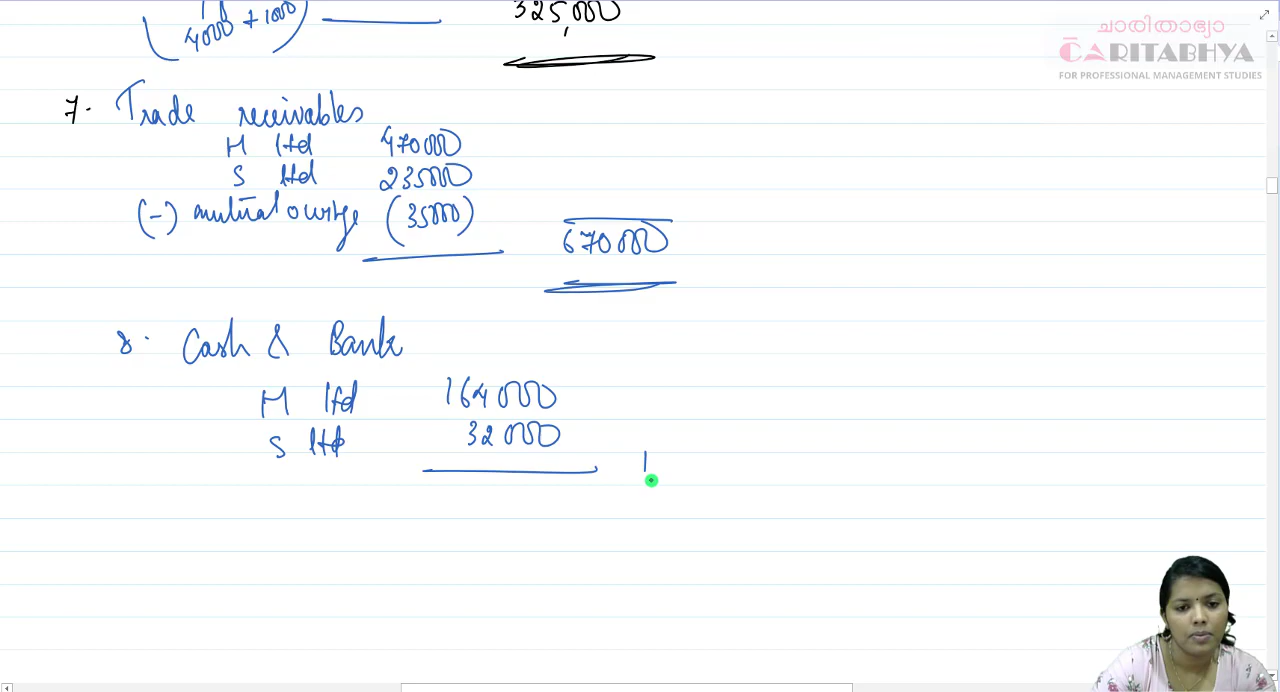 (4000 + 1000)
325,000
ചാരിതാഭ്യാ
CARITABHYA
FOR PROFESSIONAL MANAGEMENT STUDIES
7. Trade receivables
H ltd 470000
S ltd 235000
(-) mutual owings (35000) 670000
8. Cash & Bank
H ltd 164000
S ltd 32000
1